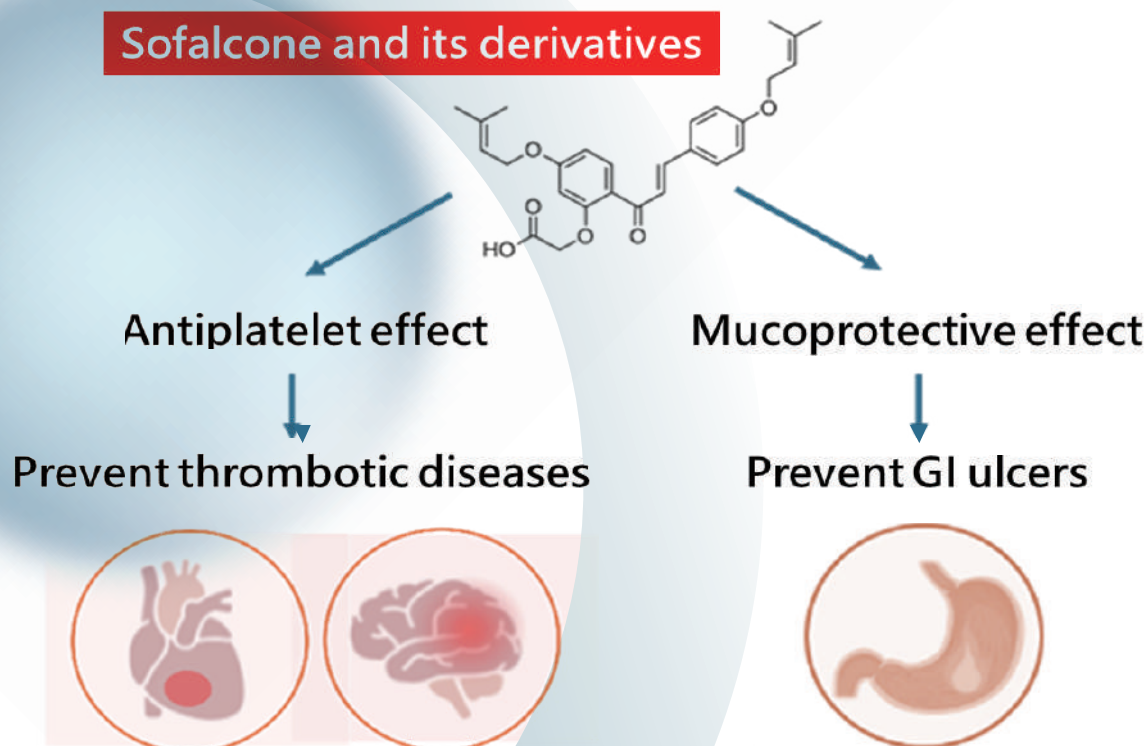 Sofalcone and its derivatives
O
O
O
O
HO
O
O
Antiplatelet effect
Mucoprotective effect
Prevent thrombotic diseases
Prevent GI ulcers